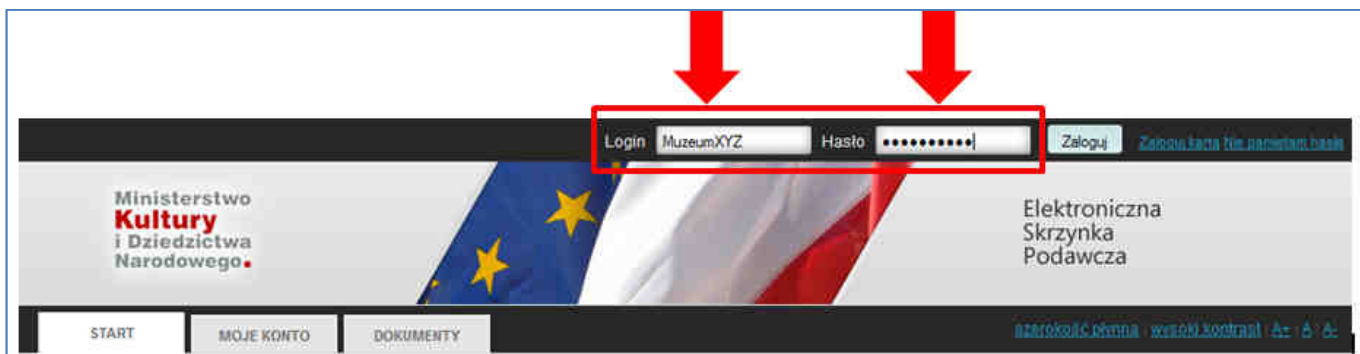 Login MuzeumXYZ Hasło •••••••••• Zaloguj Zaloguj kartą Nie pamiętam hasła
Ministerstwo
Kultury
i Dziedzictwa
Narodowego.
Elektroniczna
Skrzynka
Podawcza
START MOJE KONTO DOKUMENTY szerokość płynna | wysoki kontrast | A+ | A | A-